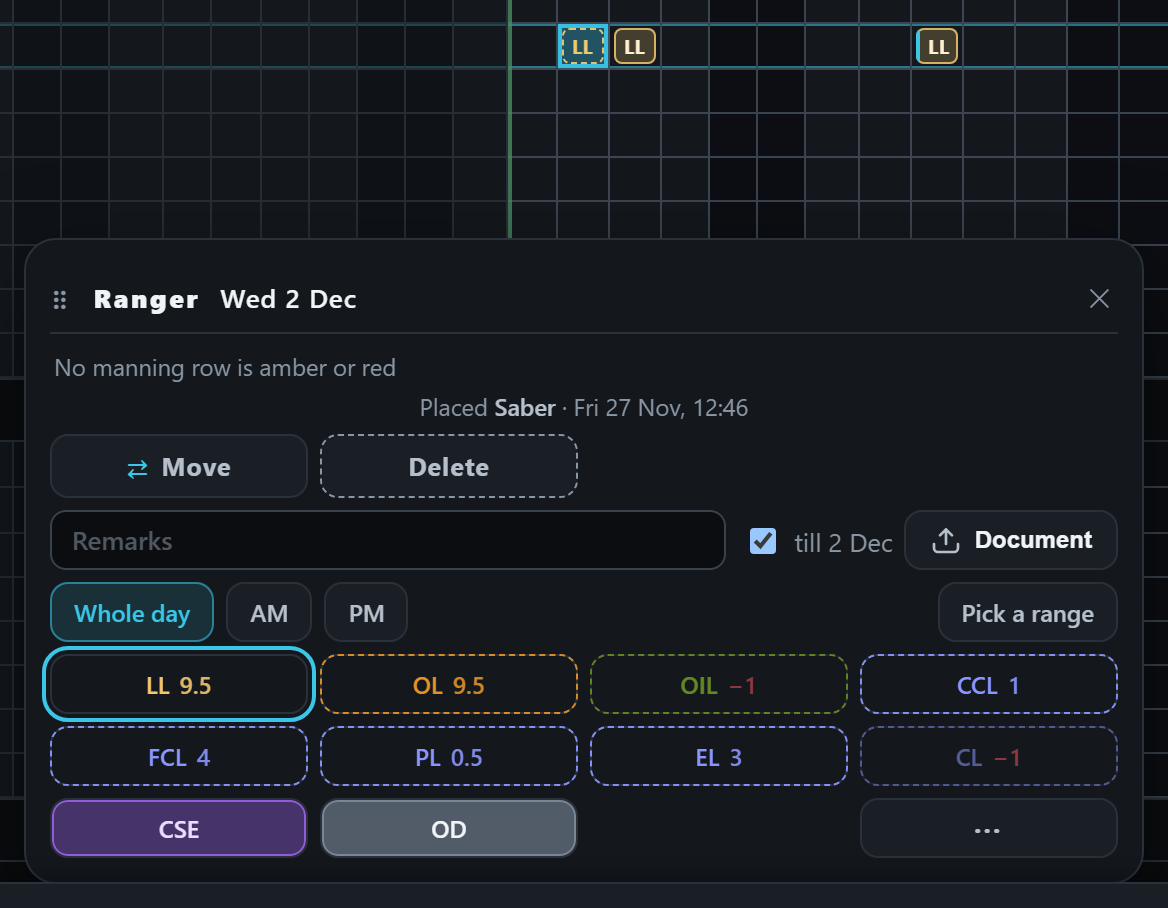 LL LL LL
Ranger Wed 2 Dec
No manning row is amber or red
Placed Saber · Fri 27 Nov, 12:46
⇄ Move Delete
Remarks till 2 Dec Document
Whole day AM PM Pick a range
LL 9.5 OL 9.5 OIL −1 CCL 1
FCL 4 PL 0.5 EL 3 CL −1
CSE OD ...